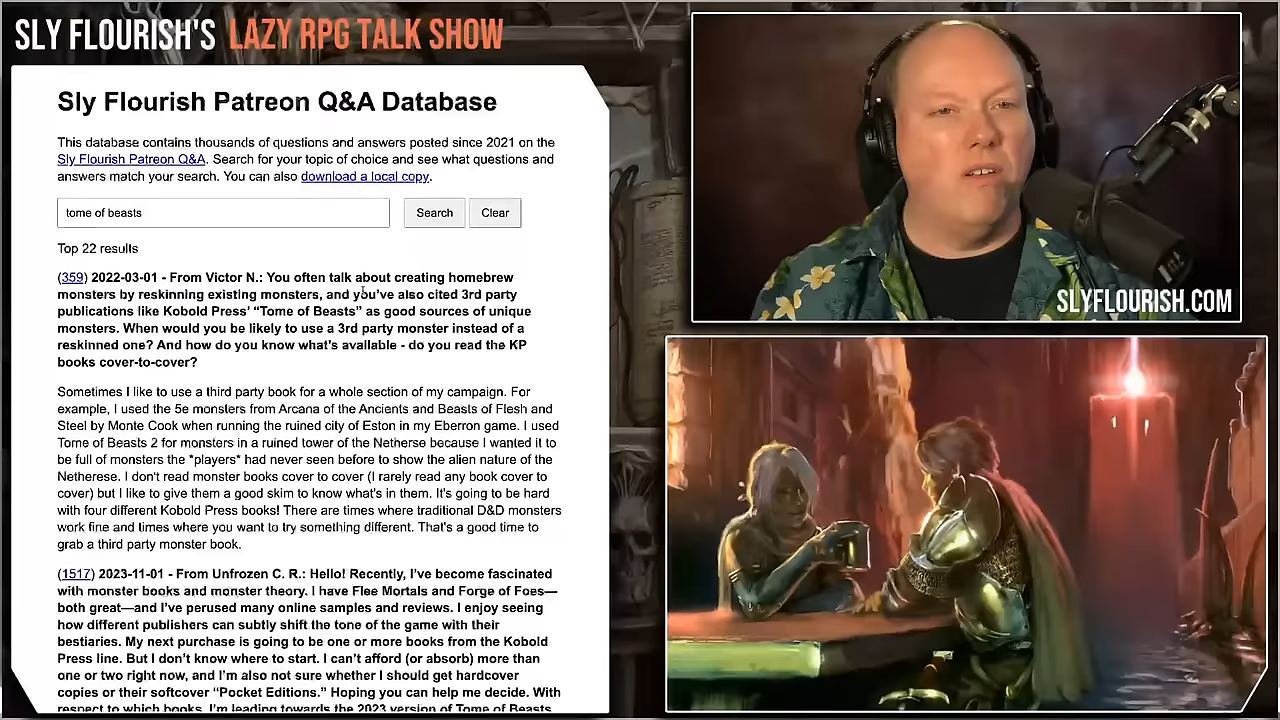 SLY FLOURISH'S LAZY RPG TALK SHOW
Sly Flourish Patreon Q&A Database
This database contains thousands of questions and answers posted since 2021 on the
Sly Flourish Patreon Q&A. Search for your topic of choice and see what questions and
answers match your search. You can also download a local copy.
tome of beasts
Search
Clear
Top 22 results
(359) 2022-03-01 - From Victor N.: You often talk about creating homebrew
monsters by reskinning existing monsters, and you've also cited 3rd party
publications like Kobold Press' “Tome of Beasts” as good sources of unique
monsters. When would you be likely to use a 3rd party monster instead of a
reskinned one? And how do you know what's available - do you read the KP
books cover-to-cover?
Sometimes I like to use a third party book for a whole section of my campaign. For
example, I used the 5e monsters from Arcana of the Ancients and Beasts of Flesh and
Steel by Monte Cook when running the ruined city of Eston in my Eberron game. I used
Tome of Beasts 2 for monsters in a ruined tower of the Netherse because I wanted it to
be full of monsters the *players* had never seen before to show the alien nature of the
Netherese. I don't read monster books cover to cover (I rarely read any book cover to
cover) but I like to give them a good skim to know what's in them. It's going to be hard
with four different Kobold Press books! There are times where traditional D&D monsters
work fine and times where you want to try something different. That's a good time to
grab a third party monster book.
(1517) 2023-11-01 - From Unfrozen C. R.: Hello! Recently, I've become fascinated
with monster books and monster theory. I have Flee Mortals and Forge of Foes—
both great—and I've perused many online samples and reviews. I enjoy seeing
how different publishers can subtly shift the tone of the game with their
bestiaries. My next purchase is going to be one or more books from the Kobold
Press line. But I don't know where to start. I can't afford (or absorb) more than
one or two right now, and I'm also not sure whether I should get hardcover
copies or their softcover “Pocket Editions.” Hoping you can help me decide. With
respect to which books, I'm leading towards the 2023 version of Tome of Beasts
SLYFLOURISH.COM